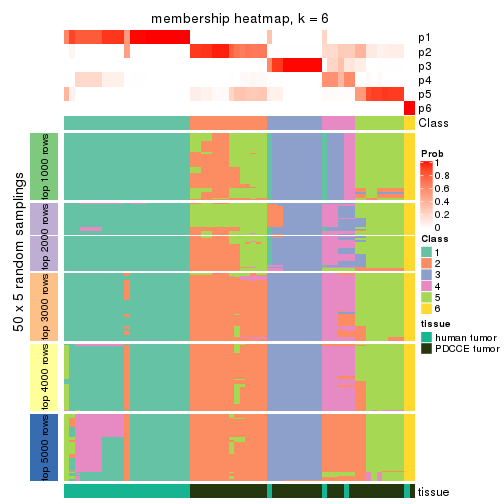 membership heatmap, k = 6
p1
p2
p3
p4
p5
p6
Class
50 x 5 random samplings
top 1000 rows
top 2000 rows
top 3000 rows
top 4000 rows
top 5000 rows
tissue
Prob
1
0.8
0.6
0.4
0.2
0
Class
1
2
3
4
5
6
tissue
human tumor
PDCCE tumor